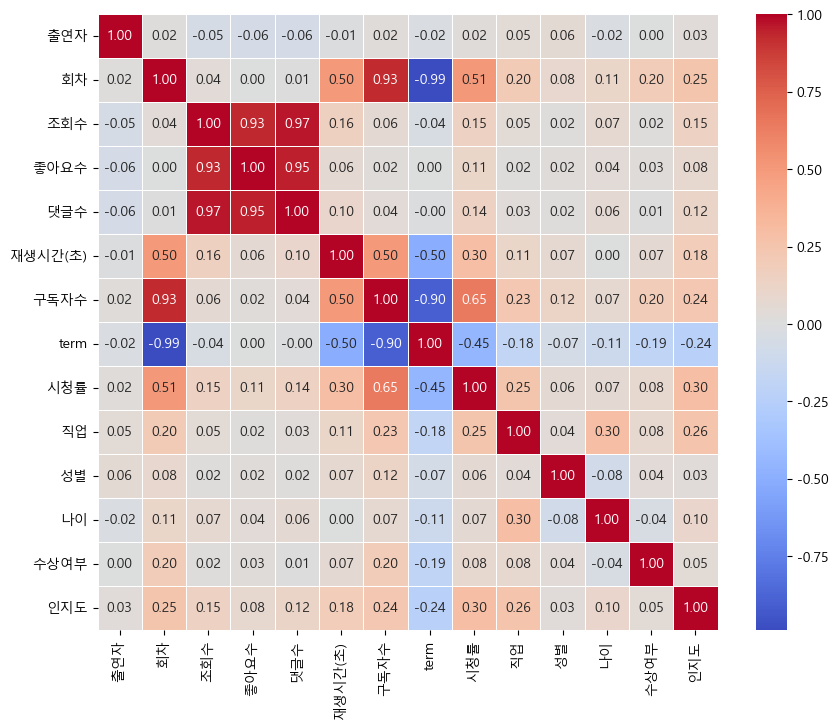 출연자 1.00 0.02 -0.05 -0.06 -0.06 -0.01 0.02 -0.02 0.02 0.05 0.06 -0.02 0.00 0.03
회차 0.02 1.00 0.04 0.00 0.01 0.50 0.93 -0.99 0.51 0.20 0.08 0.11 0.20 0.25
조회수 -0.05 0.04 1.00 0.93 0.97 0.16 0.06 -0.04 0.15 0.05 0.02 0.07 0.02 0.15
좋아요수 -0.06 0.00 0.93 1.00 0.95 0.06 0.02 0.00 0.11 0.02 0.02 0.04 0.03 0.08
댓글수 -0.06 0.01 0.97 0.95 1.00 0.10 0.04 -0.00 0.14 0.03 0.02 0.06 0.01 0.12
재생시간(초) -0.01 0.50 0.16 0.06 0.10 1.00 0.50 -0.50 0.30 0.11 0.07 0.00 0.07 0.18
구독자수 0.02 0.93 0.06 0.02 0.04 0.50 1.00 -0.90 0.65 0.23 0.12 0.07 0.20 0.24
term -0.02 -0.99 -0.04 0.00 -0.00 -0.50 -0.90 1.00 -0.45 -0.18 -0.07 -0.11 -0.19 -0.24
시청률 0.02 0.51 0.15 0.11 0.14 0.30 0.65 -0.45 1.00 0.25 0.06 0.07 0.08 0.30
직업 0.05 0.20 0.05 0.02 0.03 0.11 0.23 -0.18 0.25 1.00 0.04 0.30 0.08 0.26
성별 0.06 0.08 0.02 0.02 0.02 0.07 0.12 -0.07 0.06 0.04 1.00 -0.08 0.04 0.03
나이 -0.02 0.11 0.07 0.04 0.06 0.00 0.07 -0.11 0.07 0.30 -0.08 1.00 -0.04 0.10
수상여부 0.00 0.20 0.02 0.03 0.01 0.07 0.20 -0.19 0.08 0.08 0.04 -0.04 1.00 0.05
인지도 0.03 0.25 0.15 0.08 0.12 0.18 0.24 -0.24 0.30 0.26 0.03 0.10 0.05 1.00
출연자 회차 조회수 좋아요수 댓글수 재생시간(초) 구독자수 term 시청률 직업 성별 나이 수상여부 인지도
1.00
0.75
0.50
0.25
0.00
-0.25
-0.50
-0.75